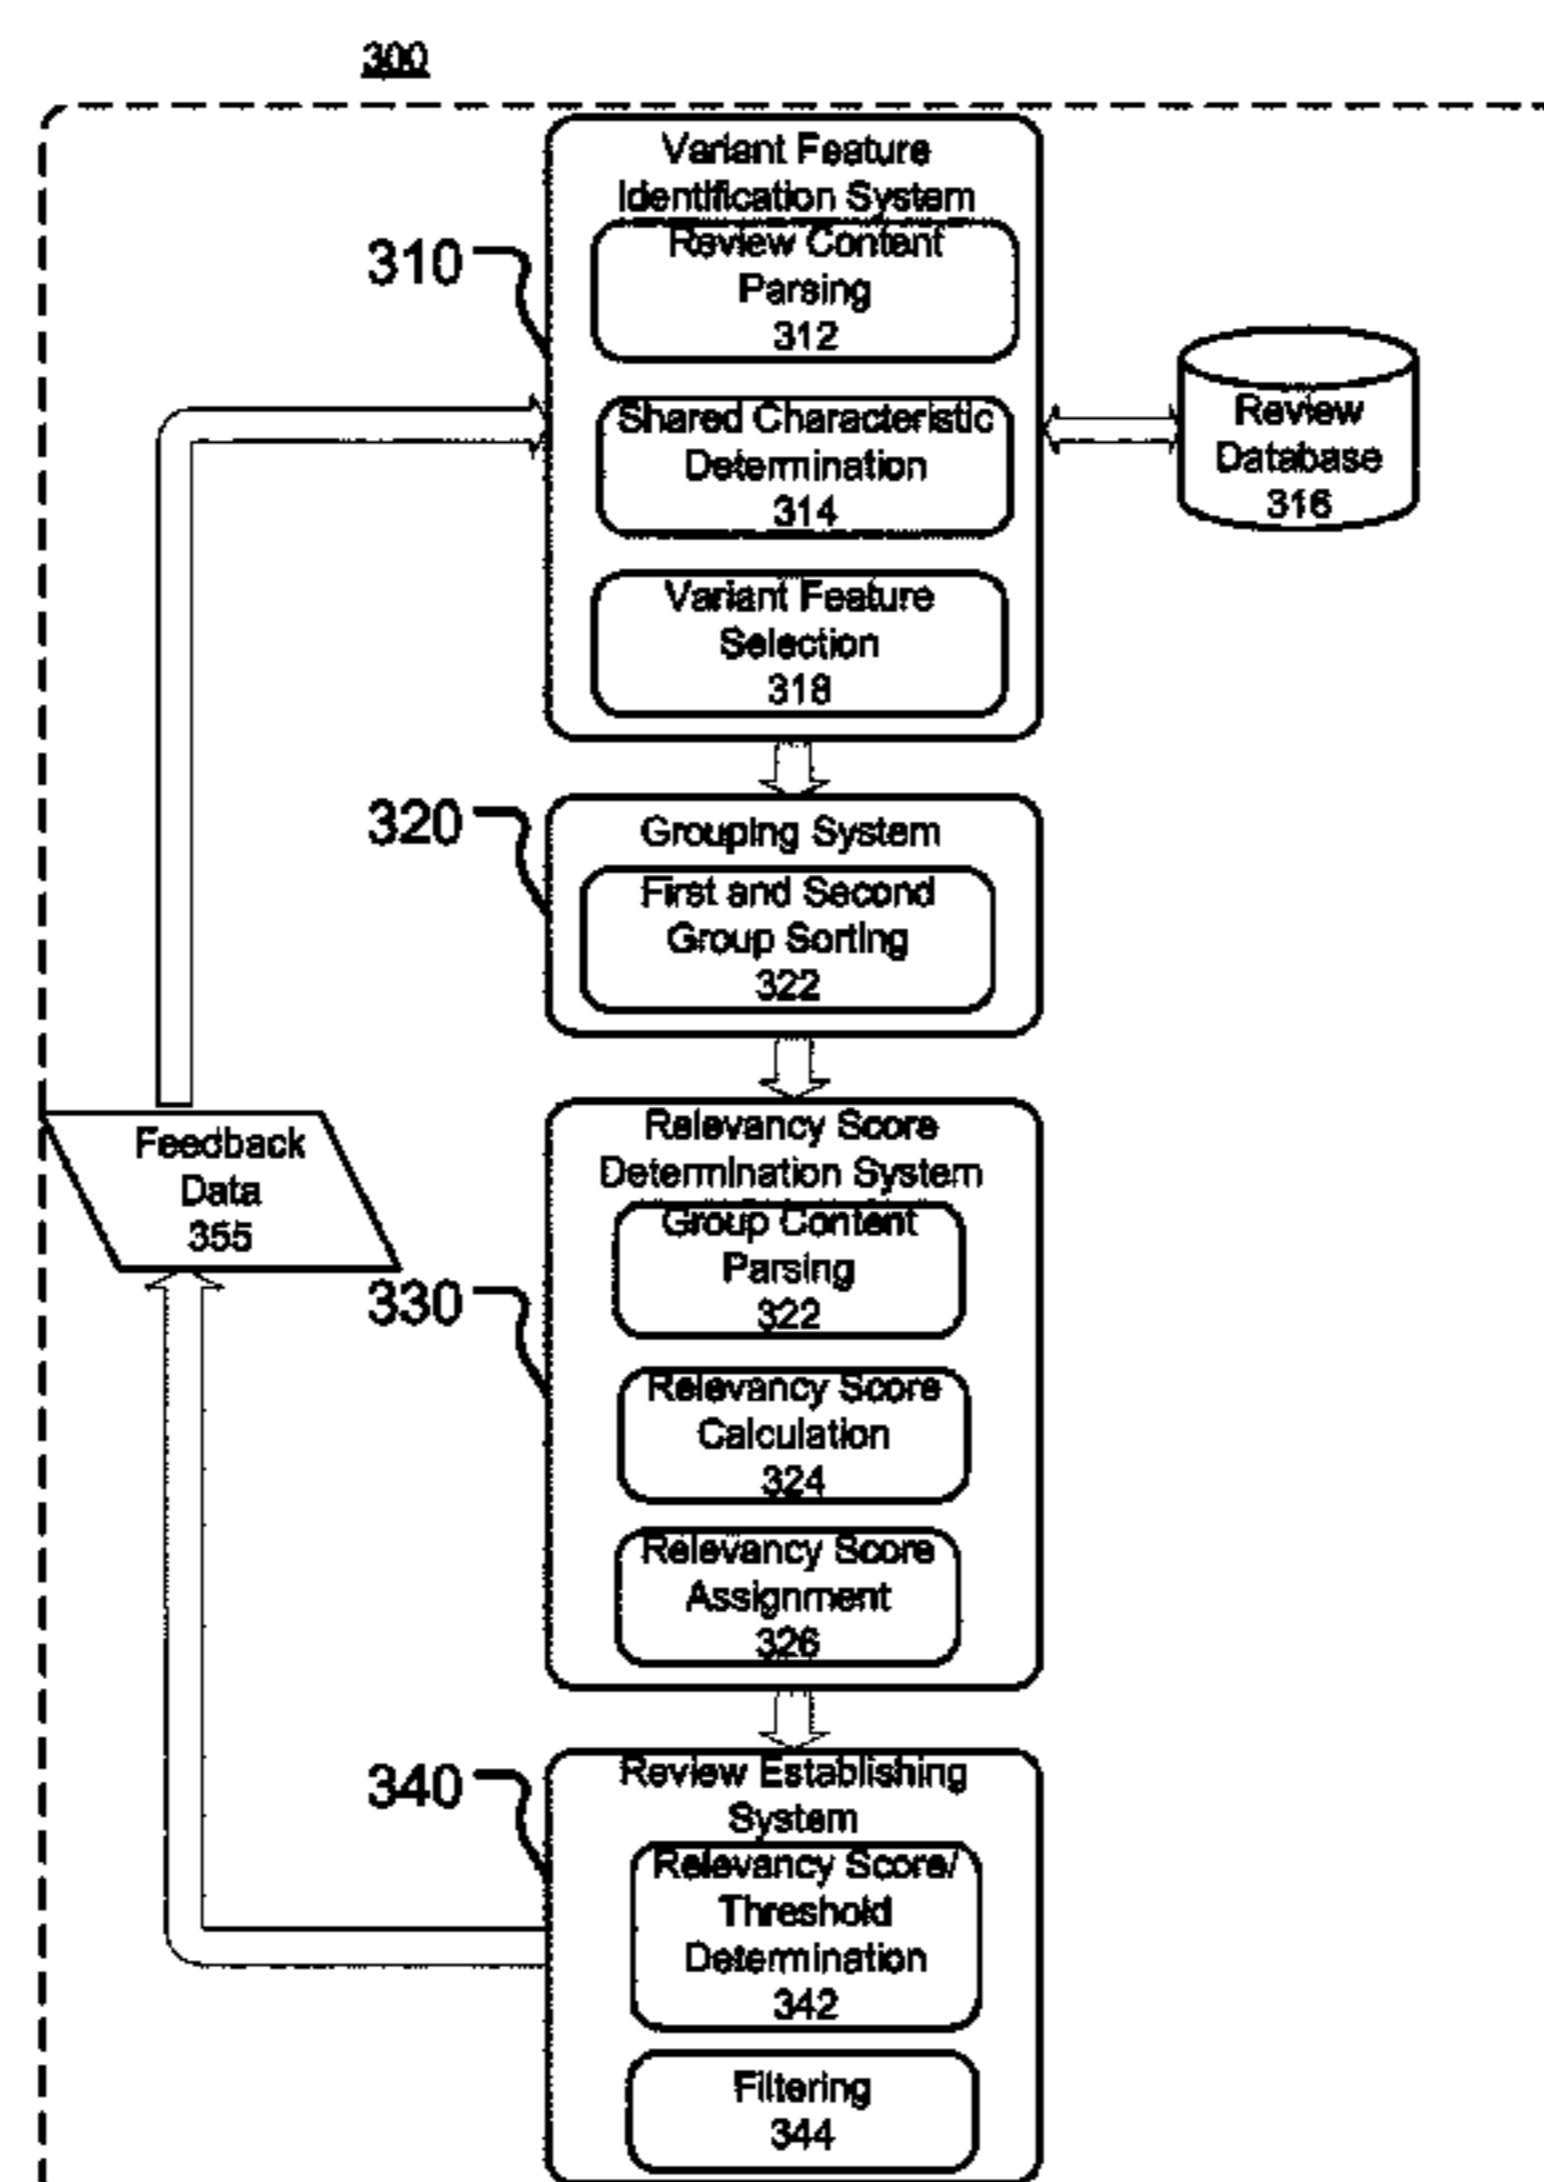 300
Variant Feature
Identification System
310
Review Content
Parsing
312
Shared Characteristic
Determination
314
Review
Database
316
Variant Feature
Selection
318
320
Grouping System
First and Second
Group Sorting
322
Relevancy Score
Determination System
Feedback
Data
355
330
Group Content
Parsing
322
Relevancy Score
Calculation
324
Relevancy Score
Assignment
326
340
Review Establishing
System
Relevancy Score/
Threshold
Determination
342
Filtering
344